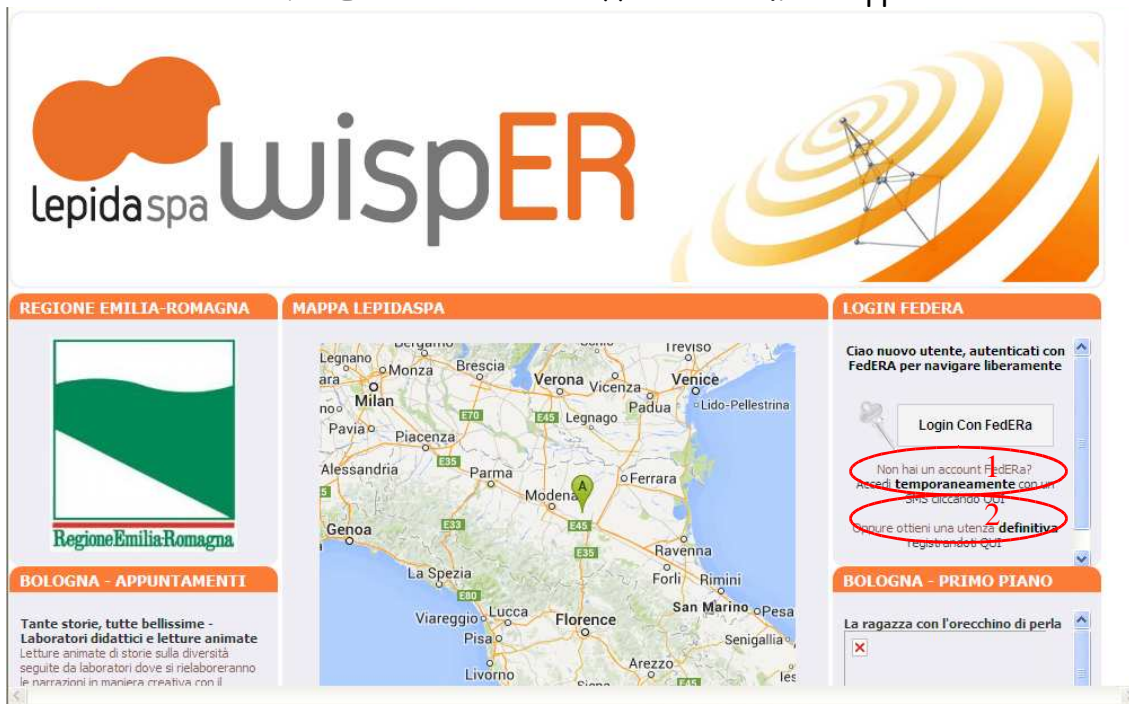 lepidaspa wispER
REGIONE EMILIA-ROMAGNA
RegioneEmiliaRomagna
BOLOGNA - APPUNTAMENTI
Tante storie, tutte bellissime -
Laboratori didattici e letture animate
Letture animate di storie sulla diversità
seguite da laboratori dove si rielaboreranno
le narrazioni in maniera creativa con il
MAPPA LEPIDASPA
Bergamo
Treviso
Legnano
Monza
Brescia
Verona
Vicenza
Venice
Milan
Padua
Lido-Pellestrina
E70
E45
Legnago
Pavia
Piacenza
E35
Alessandria
Parma
Ferrara
A
Modena
Genoa
E33
E45
E35
Ravenna
La Spezia
Forli
Rimini
E80
San Marino
Viareggio
Lucca
Florence
Pisa
Senigallia
Arezzo
Livorno
Siena
E45
LOGIN FEDERA
Ciao nuovo utente, autenticati con
FedERA per navigare liberamente
Login Con FedERa
1
Non hai un account FedERa?
Accedi temporaneamente con un
SMS cliccando QUI
2
Oppure ottieni una utenza definitiva
registrandoti QUI
BOLOGNA - PRIMO PIANO
La ragazza con l'orecchino di perla